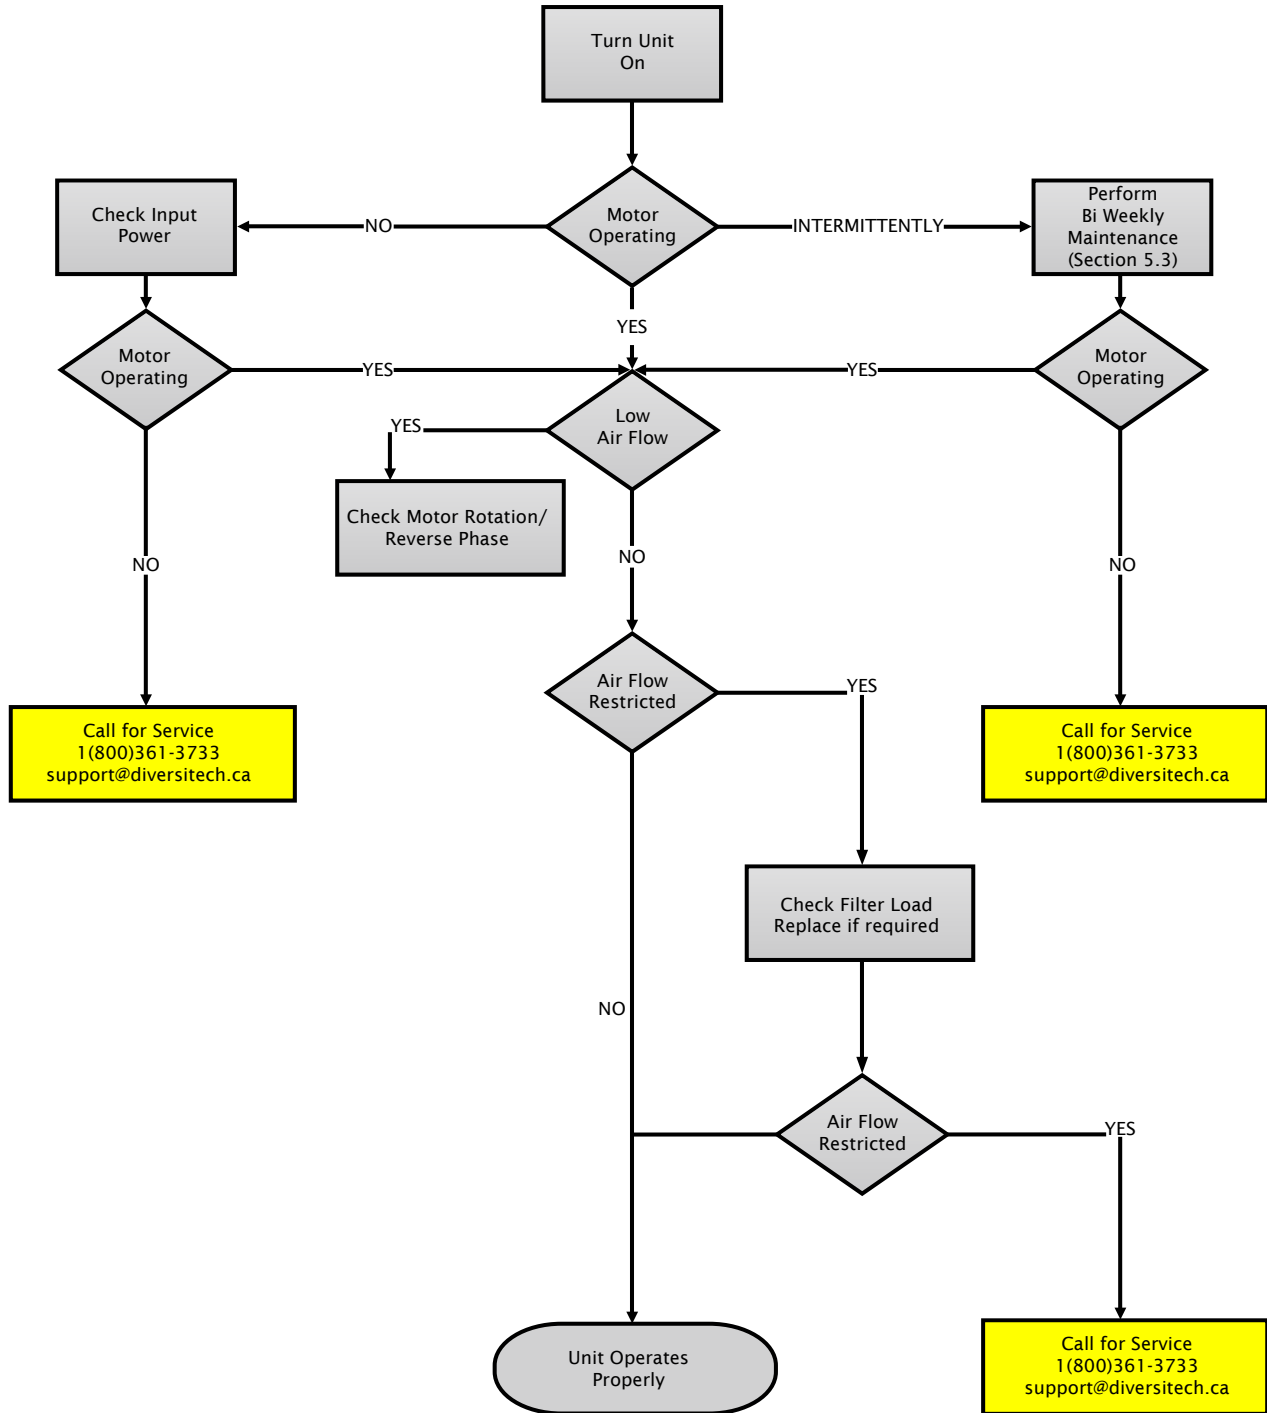 Turn Unit
On
Check Input
Power
NO
Motor
Operating
INTERMITTENTLY
Perform
Bi Weekly
Maintenance
(Section 5.3)
YES
Motor
Operating
YES
YES
Motor
Operating
YES
Low
Air Flow
Check Motor Rotation/
Reverse Phase
NO
NO
NO
Air Flow
Restricted
YES
Call for Service
1(800)361-3733
support@diversitech.ca
Call for Service
1(800)361-3733
support@diversitech.ca
Check Filter Load
Replace if required
NO
Air Flow
Restricted
YES
Unit Operates
Properly
Call for Service
1(800)361-3733
support@diversitech.ca